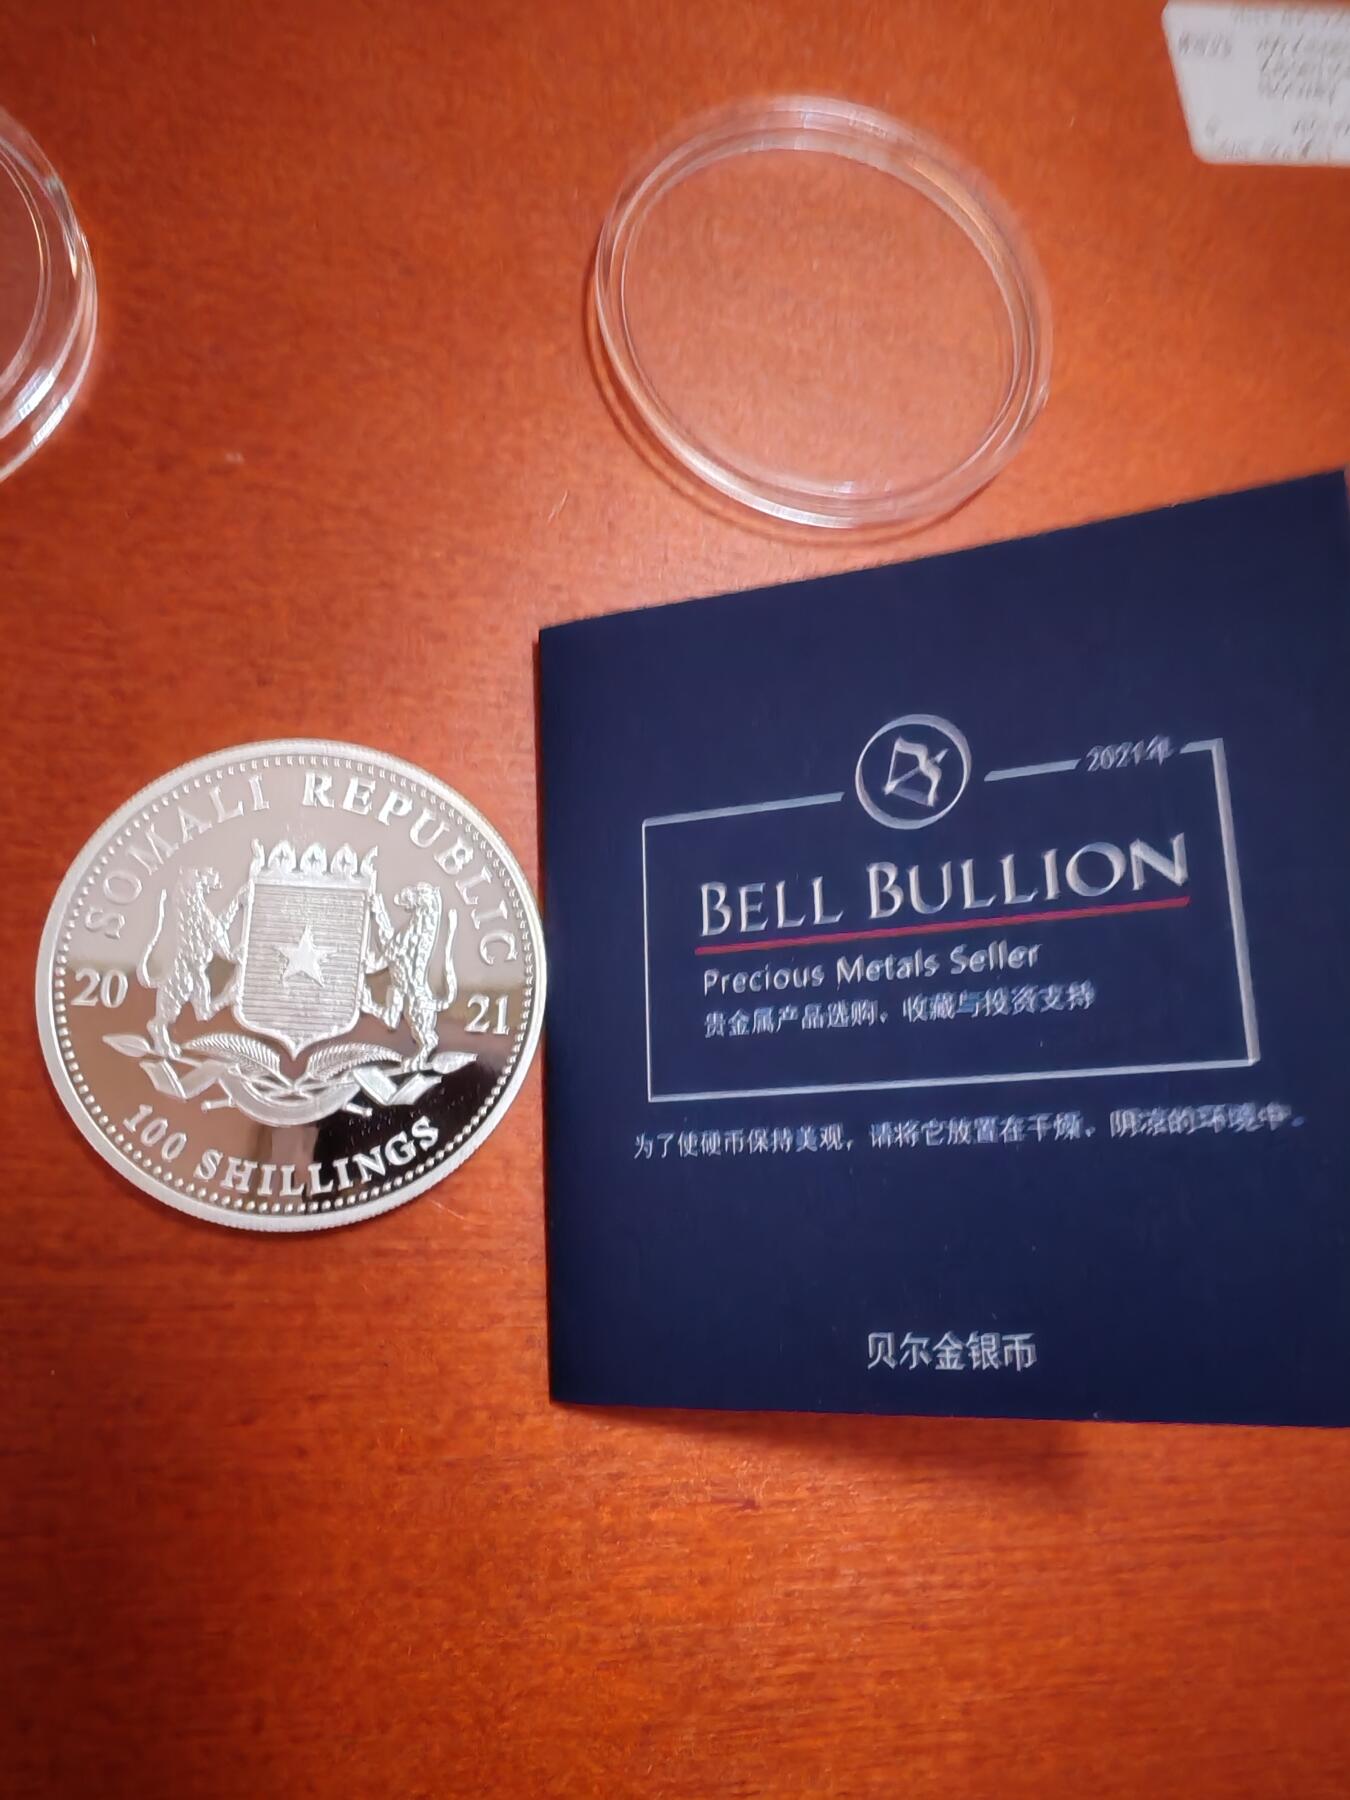 SOMALI REPUBLIC
20 21
100 SHILLINGS
2021年
BELL BULLION
Precious Metals Seller
贵金属产品选购、收藏与投资支持
为了使硬币保持美观，请将它放置在干燥、阴凉的环境中。
贝尔金银币